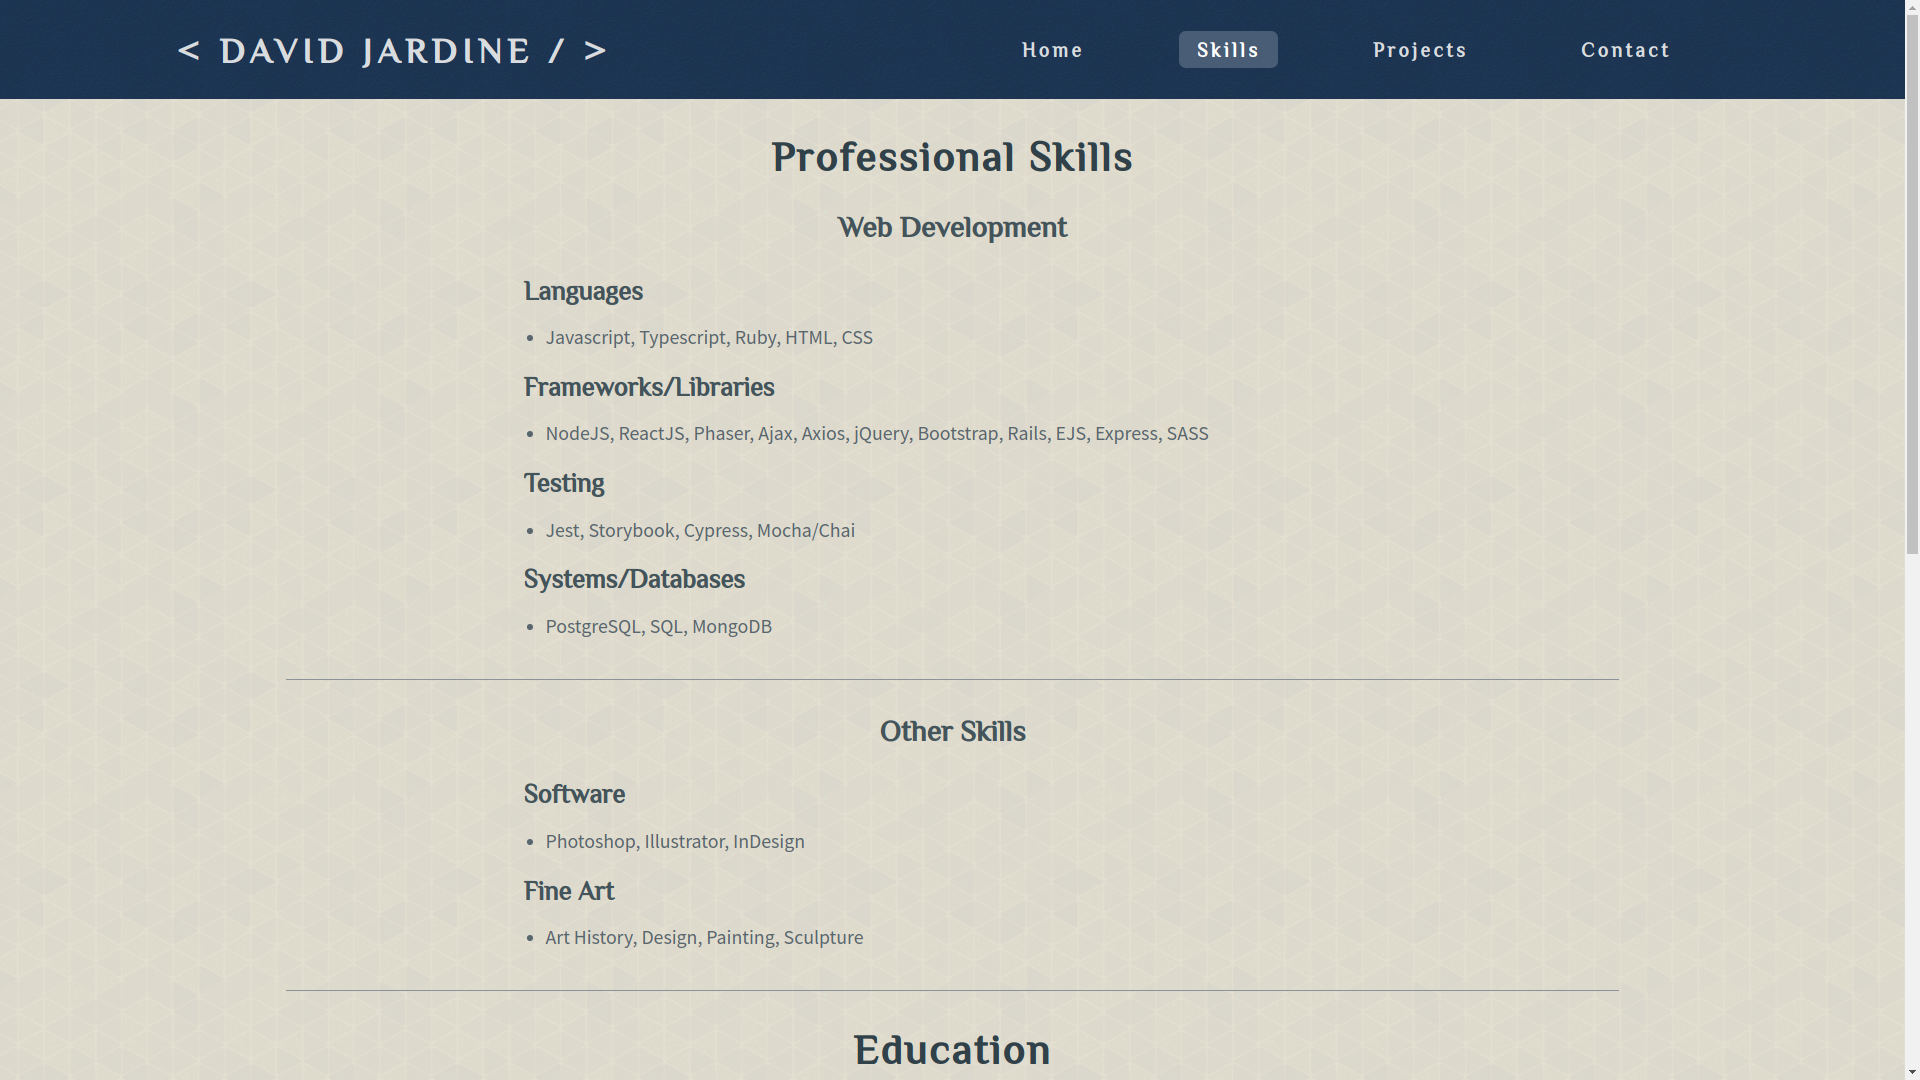 < DAVID JARDINE / >
Home
Skills
Projects
Contact
Professional Skills
Web Development
Languages
• Javascript, Typescript, Ruby, HTML, CSS
Frameworks/Libraries
• NodeJS, ReactJS, Phaser, Ajax, Axios, jQuery, Bootstrap, Rails, EJS, Express, SASS
Testing
• Jest, Storybook, Cypress, Mocha/Chai
Systems/Databases
• PostgreSQL, SQL, MongoDB
Other Skills
Software
• Photoshop, Illustrator, InDesign
Fine Art
• Art History, Design, Painting, Sculpture
Education